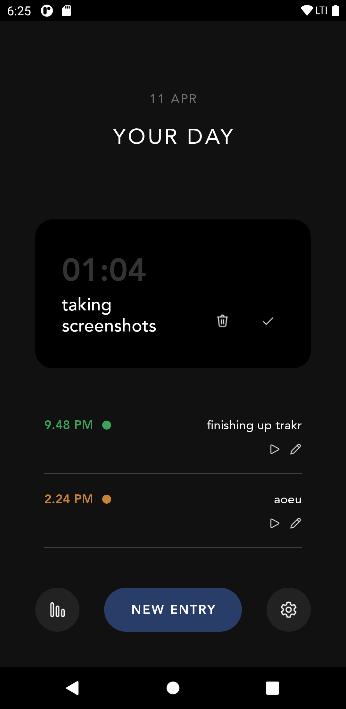 6:25
LTE
11 APR
YOUR DAY
01:04
taking
screenshots
9.48 PM
finishing up trakr
2.24 PM
aoeu
NEW ENTRY